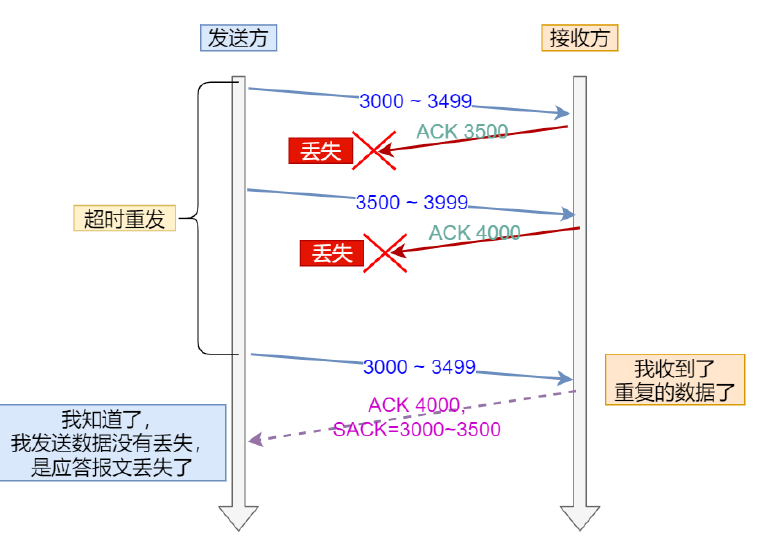 发送方
接收方
3000 ~ 3499
ACK 3500
丢失
3500 ~ 3999
超时重发
ACK 4000
丢失
3000 ~ 3499
我收到了
重复的数据了
ACK 4000,
SACK=3000~3500
我知道了，
我发送数据没有丢失，
是应答报文丢失了